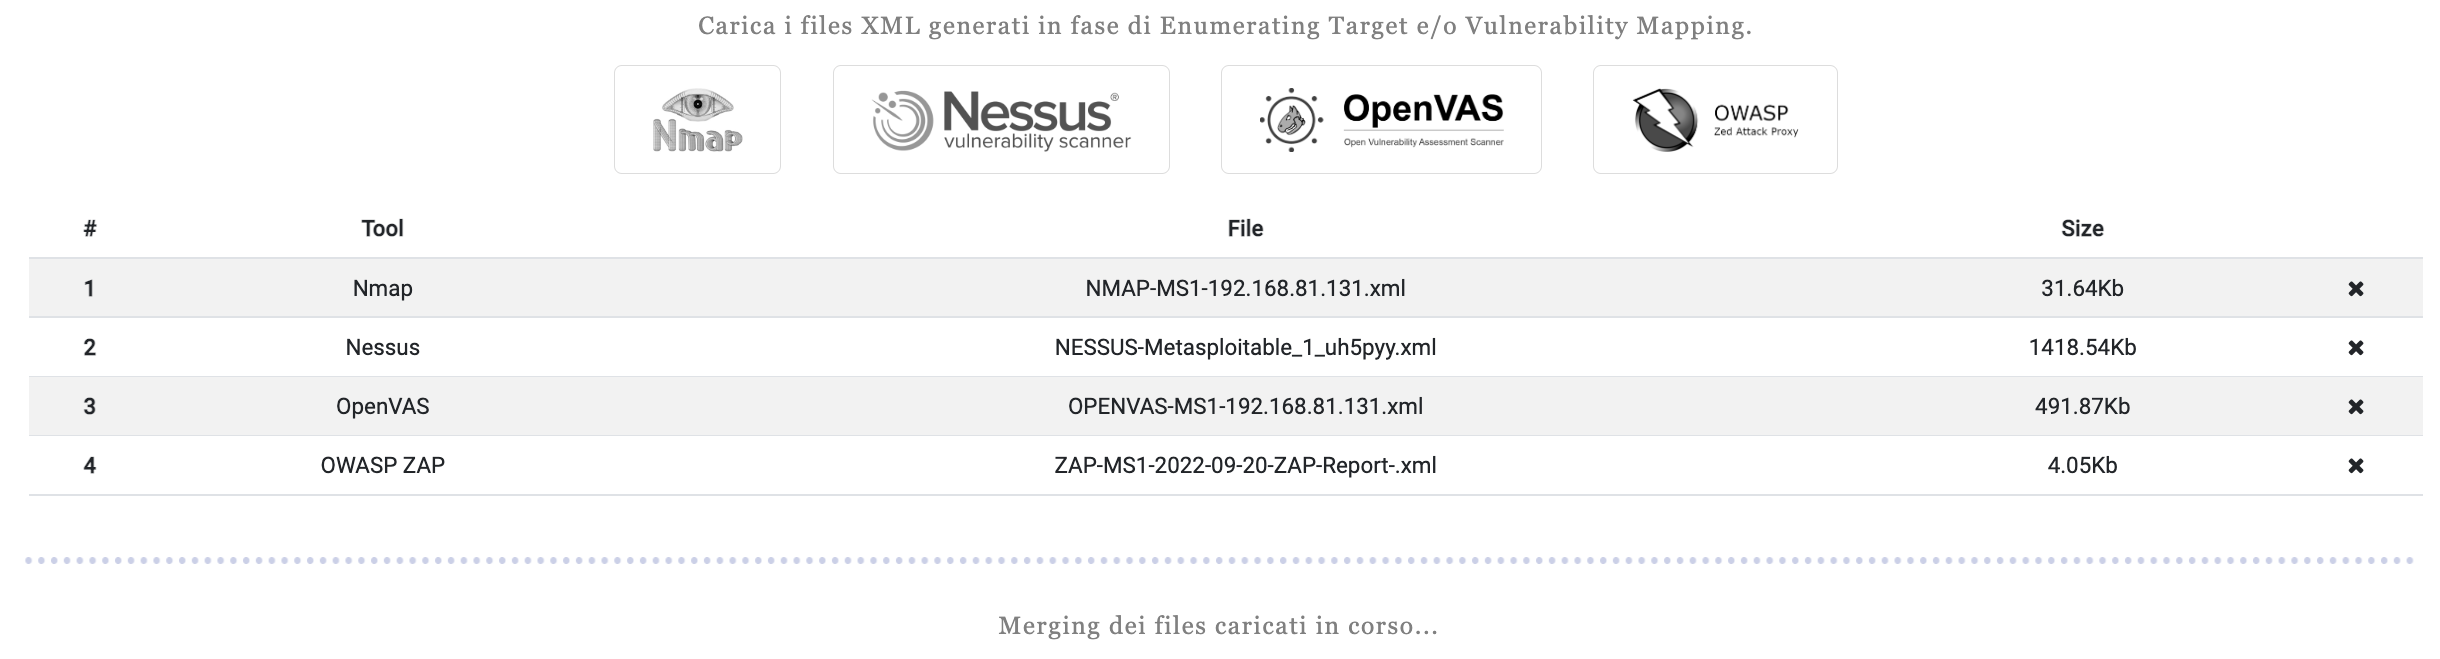 Carica i files XML generati in fase di Enumerating Target e/o Vulnerability Mapping.
Nmap
Nessus®
vulnerability scanner
OpenVAS
Open Vulnerability Assessment Scanner
OWASP
Zed Attack Proxy
# Tool File Size
1 Nmap NMAP-MS1-192.168.81.131.xml 31.64Kb ✖
2 Nessus NESSUS-Metasploitable_1_uh5pyy.xml 1418.54Kb ✖
3 OpenVAS OPENVAS-MS1-192.168.81.131.xml 491.87Kb ✖
4 OWASP ZAP ZAP-MS1-2022-09-20-ZAP-Report-.xml 4.05Kb ✖
Merging dei files caricati in corso...